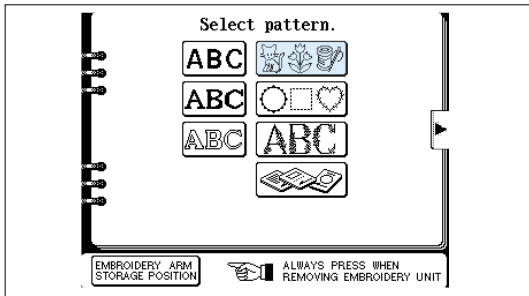 Select pattern.
ABC
ABC
ABC
ABC
EMBROIDERY ARM
STORAGE POSITION
ALWAYS PRESS WHEN
REMOVING EMBROIDERY UNIT